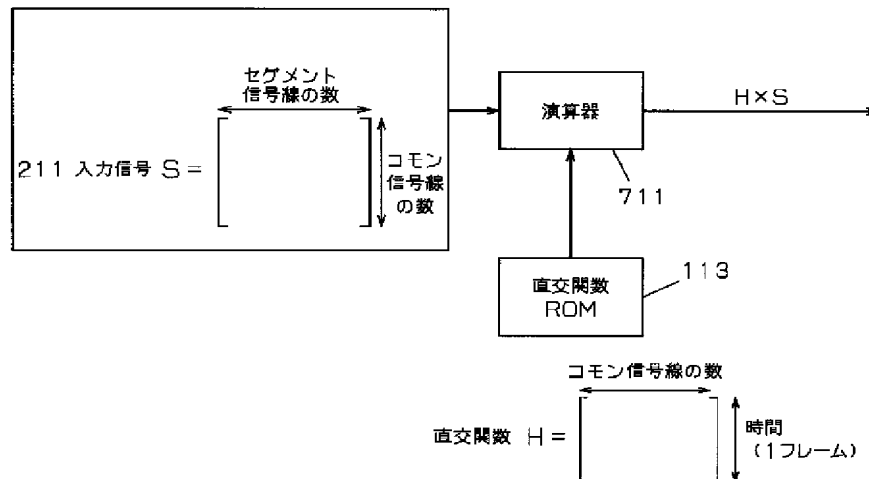 セグメント
信号線の数
211 入力信号 S=
コモン
信号線
の数
演算器
H×S
711
直交関数
ROM
113
コモン信号線の数
直交関数 H=
時間
(1フレーム)